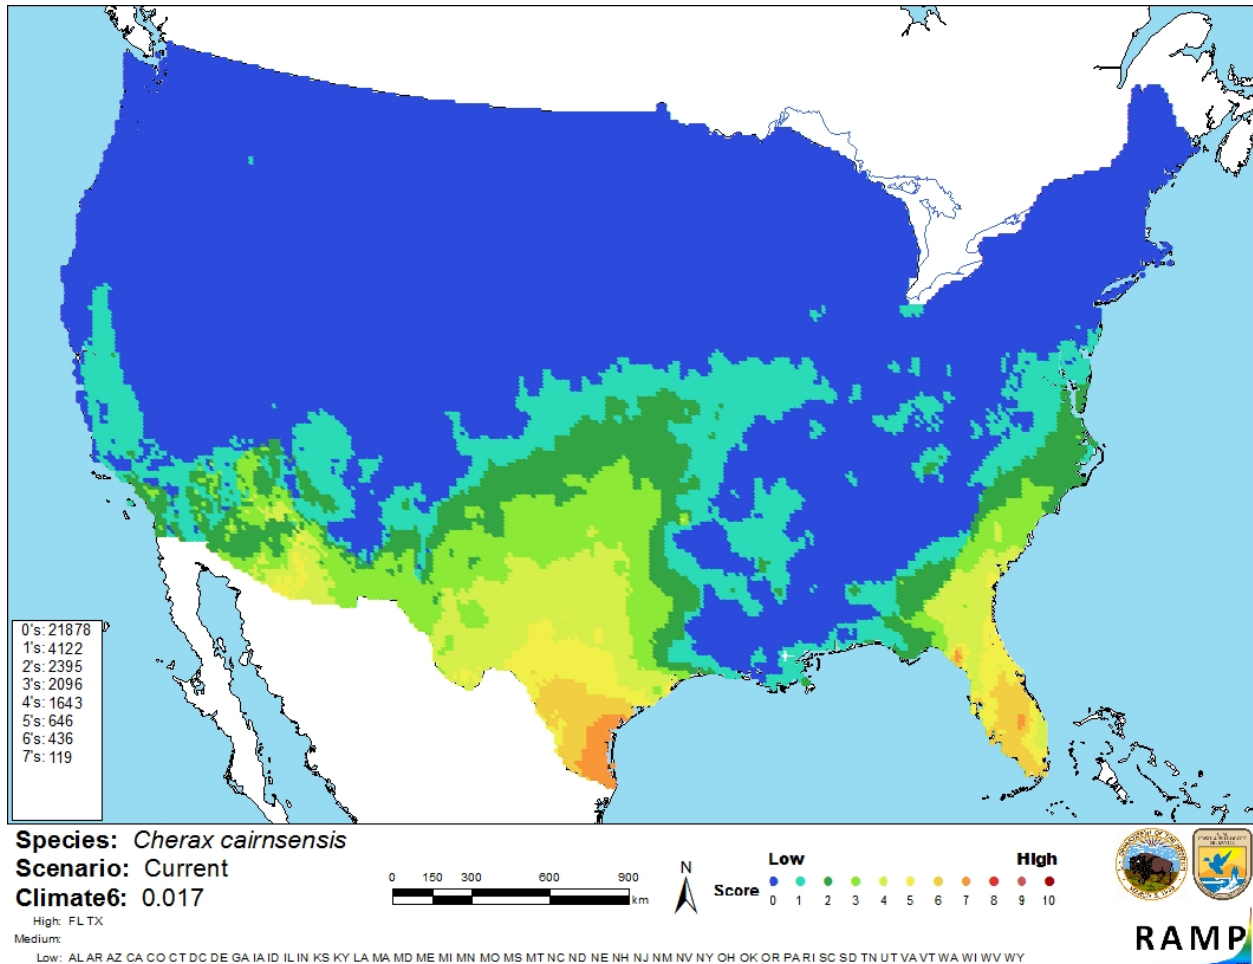 0's: 21878
1's: 4122
2's: 2395
3's: 2096
4's: 1643
5's: 646
6's: 436
7's: 119
Species: Cherax cairnsensis
Scenario: Current
Climate6: 0.017
High: FL TX
Medium:
Low: AL AR AZ CA CO CT DC DE GA IA ID IL IN KS KY LA MA MD ME MI MN MO MS MT NC ND NE NH NJ NM NV NY OH OK OR PA RI SC SD TN UT VA VT WA WI WV WY
0 150 300 600 900
km
N
Low High
Score 0 1 2 3 4 5 6 7 8 9 10
RAMP